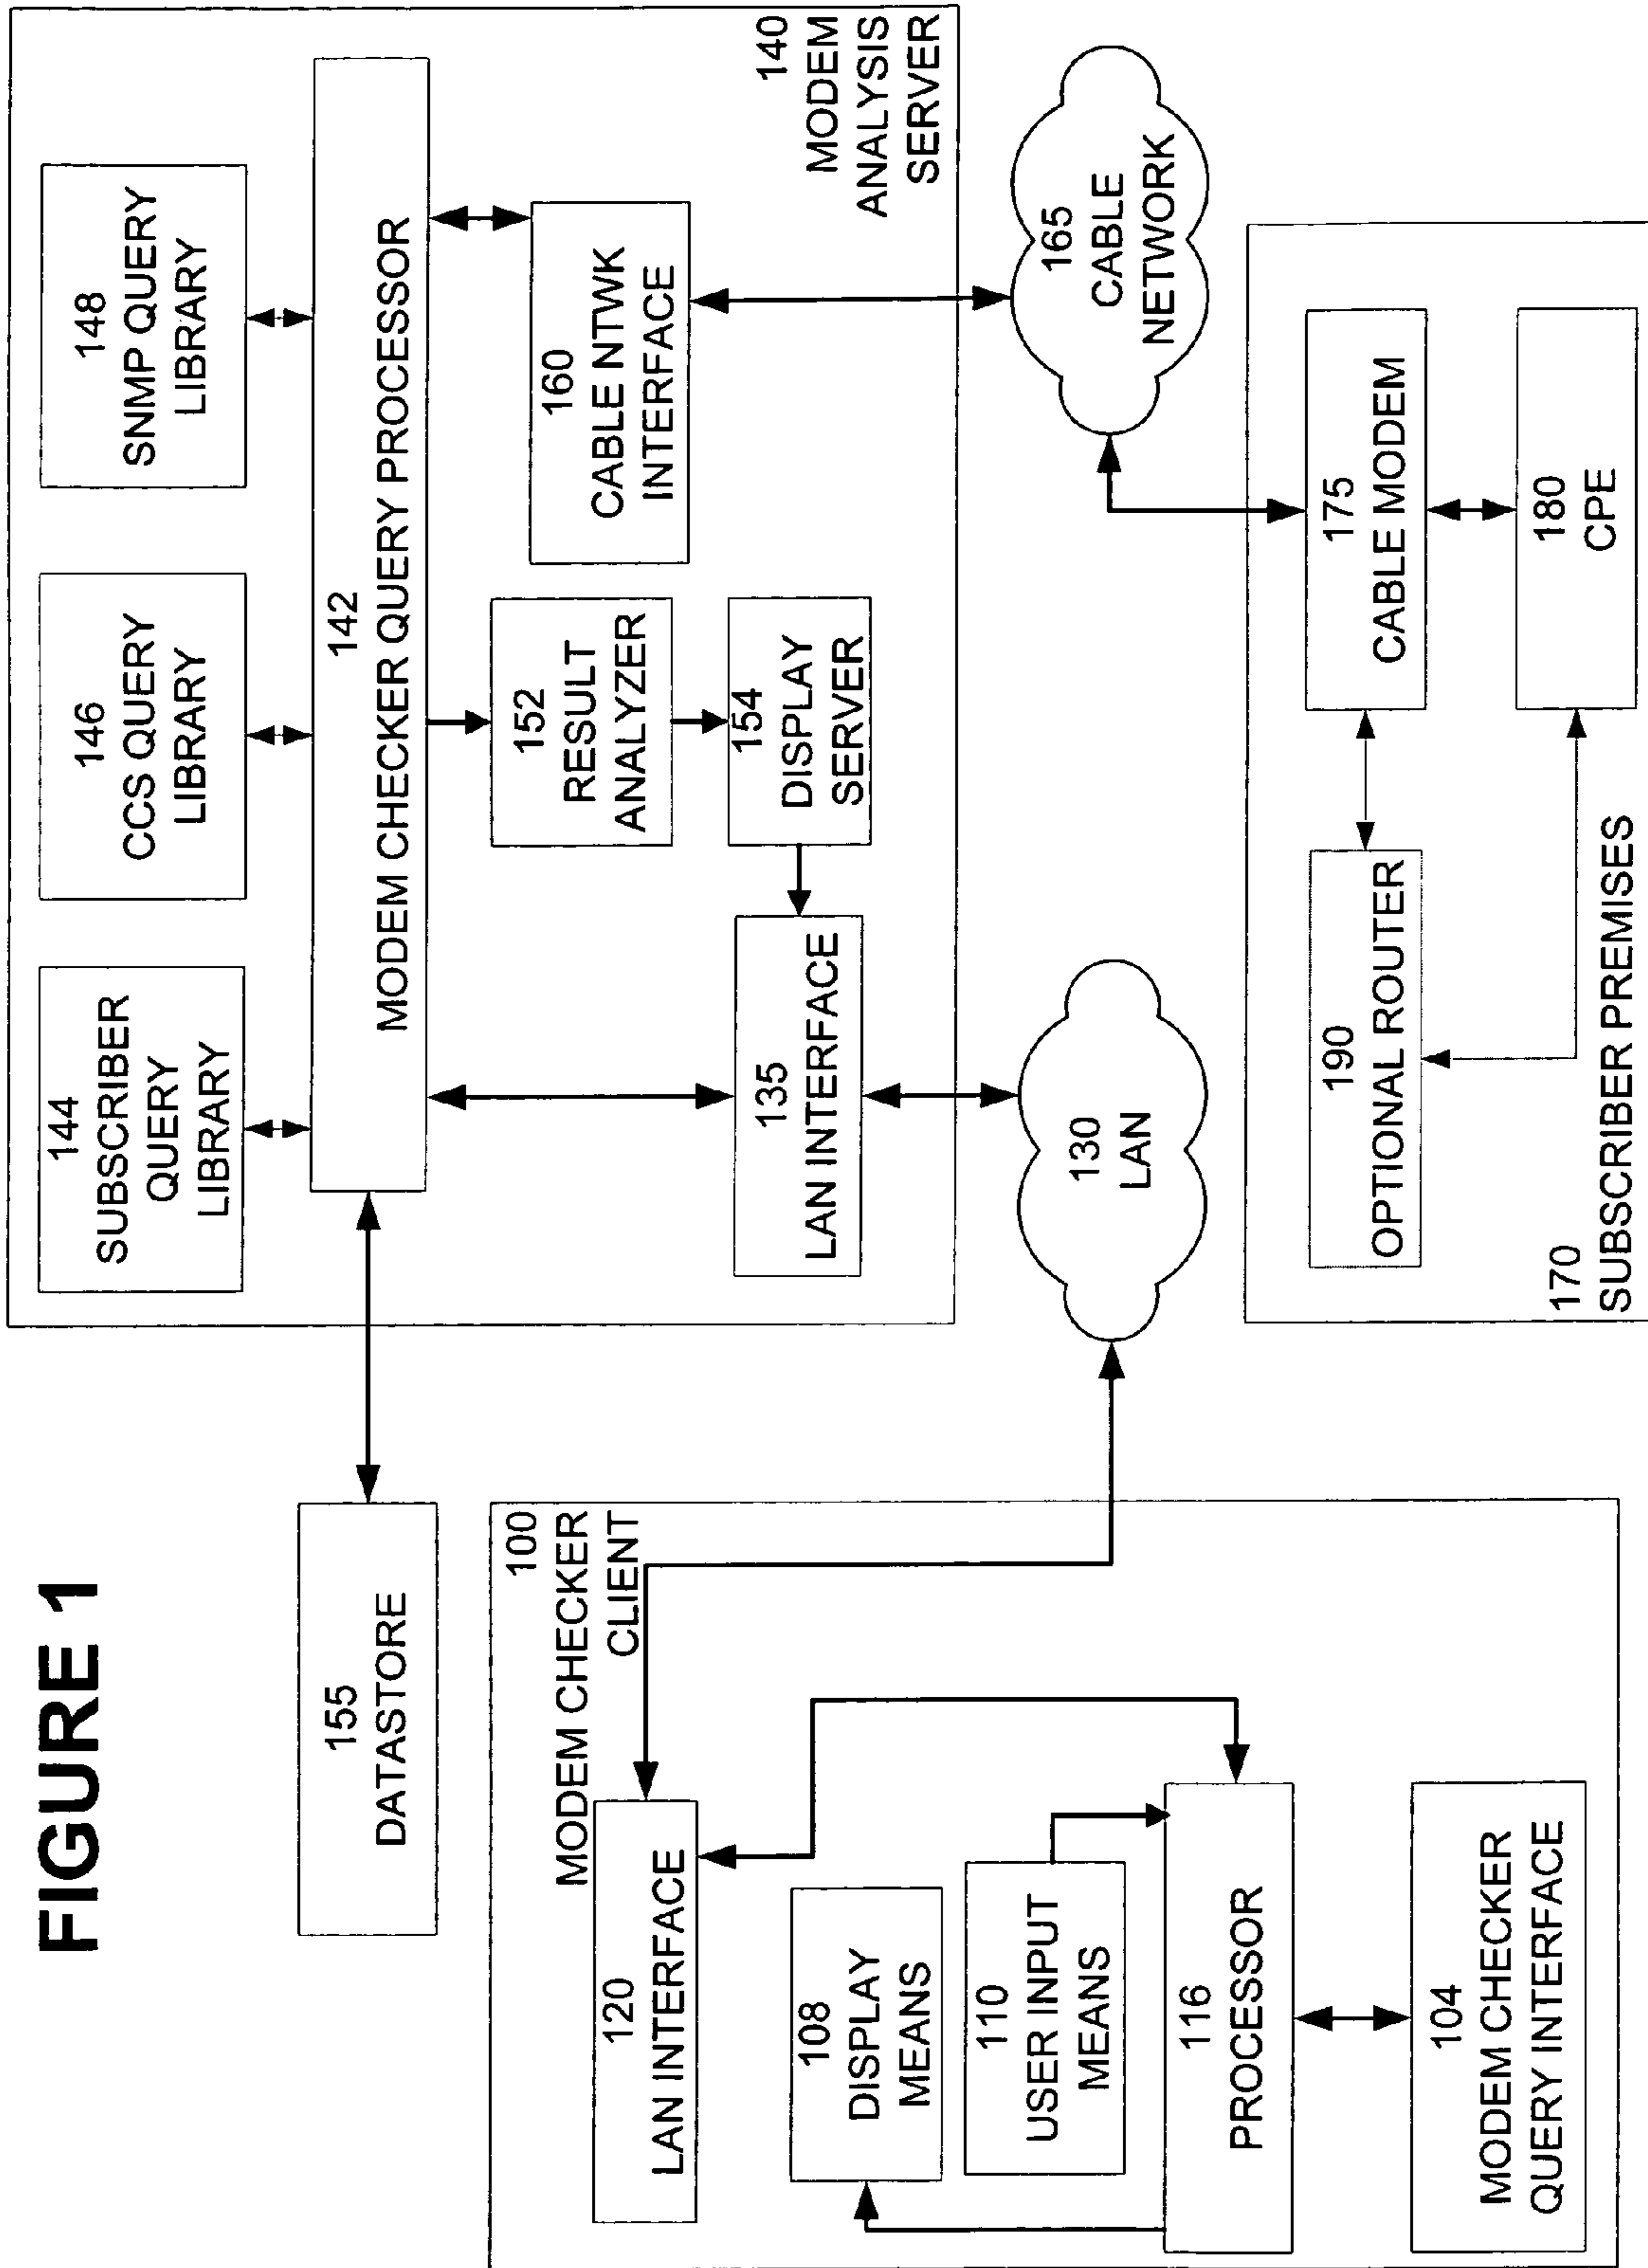 FIGURE 1
155
DATASTORE
100
MODEM CHECKER
CLIENT
120
LAN INTERFACE
108
DISPLAY
MEANS
110
USER INPUT
MEANS
116
PROCESSOR
104
MODEM CHECKER
QUERY INTERFACE
144
SUBSCRIBER
QUERY
LIBRARY
146
CCS QUERY
LIBRARY
148
SNMP QUERY
LIBRARY
142
MODEM CHECKER QUERY PROCESSOR
152
RESULT
ANALYZER
154
DISPLAY
SERVER
160
CABLE NTWK
INTERFACE
135
LAN INTERFACE
140
MODEM
ANALYSIS
SERVER
130
LAN
165
CABLE
NETWORK
190
OPTIONAL ROUTER
175
CABLE MODEM
180
CPE
170
SUBSCRIBER PREMISES